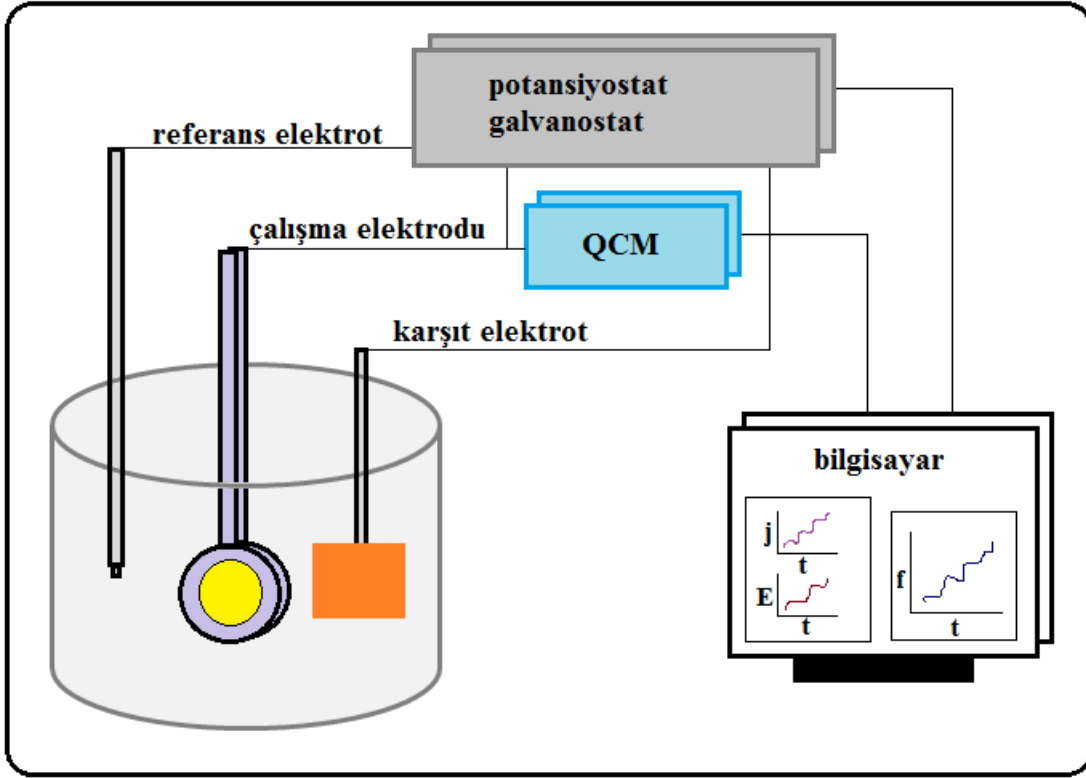 potansiyostat
galvanostat
referans elektrot
çalışma elektrodu
QCM
karşıt elektrot
bilgisayar
j
t
E
t
f
t